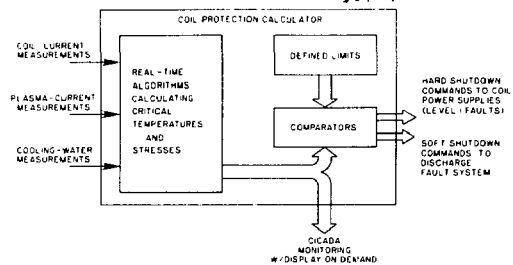 COIL PROTECTION CALCULATOR
COIL CURRENT
MEASUREMENTS
PLASMA-CURRENT
MEASUREMENTS
COOLING-WATER
MEASUREMENTS
REAL-TIME
ALGORITHMS
CALCULATING
CRITICAL
TEMPERATURES
AND
STRESSES
DEFINED LIMITS
COMPARATORS
HARD SHUTDOWN
COMMANDS TO COIL
POWER SUPPLIES
(LEVEL I FAULTS)
SOFT SHUTDOWN
COMMANDS TO
DISCHARGE
FAULT SYSTEM
CICADA
MONITORING
W/DISPLAY ON DEMAND